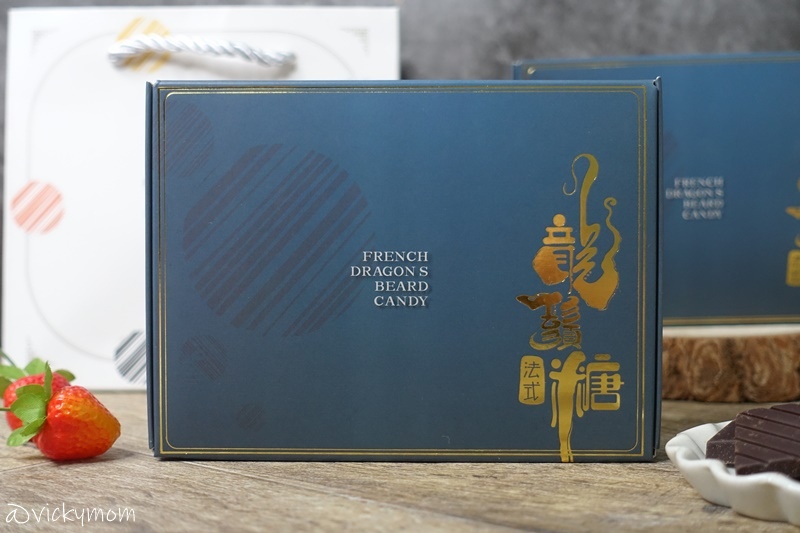 FRENCH
DRAGON'S
BEARD
CANDY
龍鬚糖
法式
FRENCH
DRAGON'S
BEARD
CANDY
@vickymom